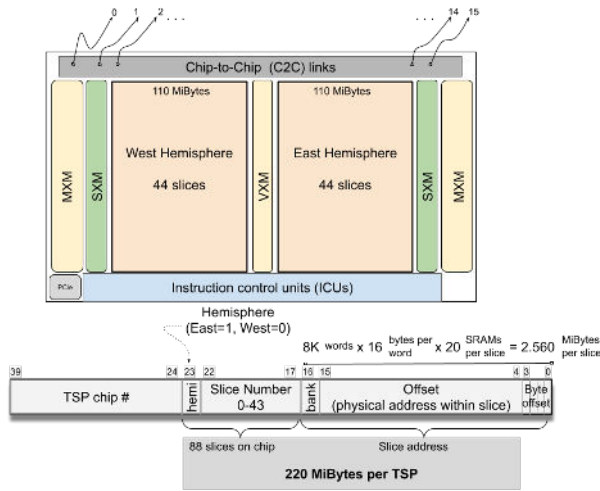 0 1 2 . . . . . . 14 15
Chip-to-Chip (C2C) links
110 MiBytes 110 MiBytes
MXM SXM West Hemisphere VXM East Hemisphere SXM MXM
44 slices 44 slices
PCIe Instruction control units (ICUs)
Hemisphere
(East=1, West=0)
8K words x 16 bytes per word x 20 SRAMs per slice = 2.560 MiBytes per slice
39 24 23 22 17 16 15 4 3 0
TSP chip # hemi Slice Number 0-43 bank Offset (physical address within slice) Byte offset
88 slices on chip Slice address
220 MiBytes per TSP